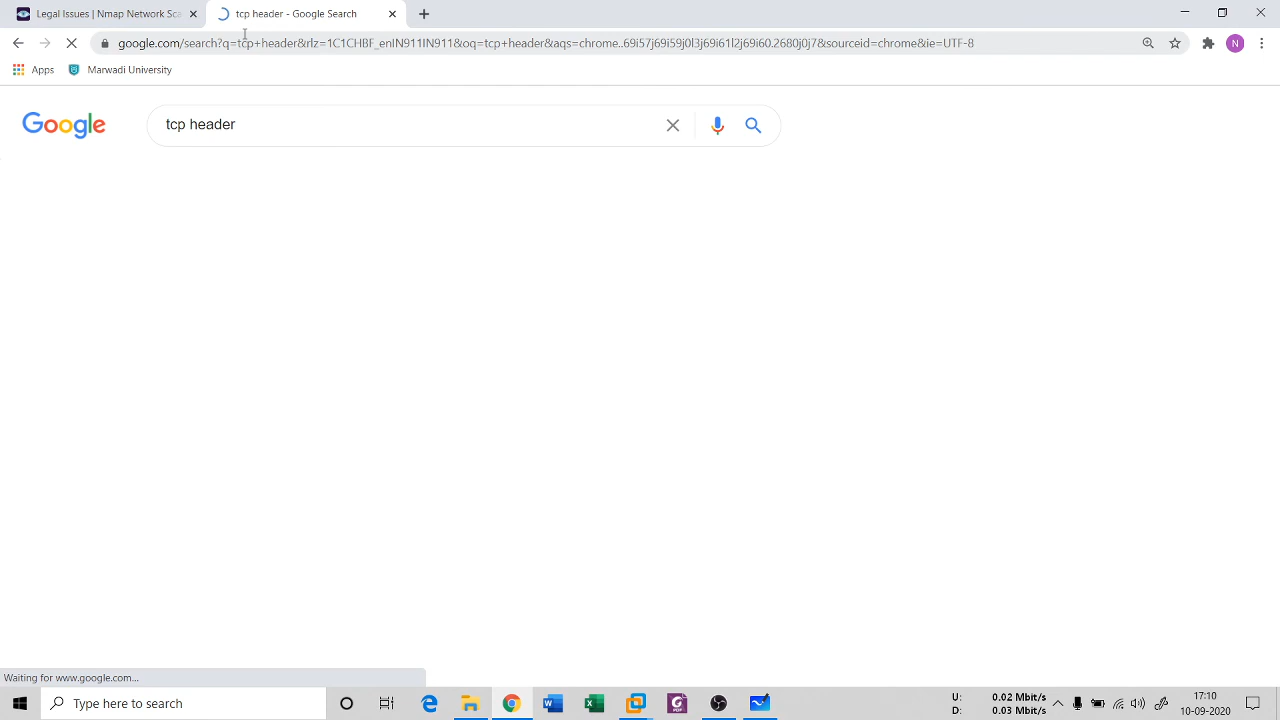 Legal Issues | Nmap Network Sca
tcp header - Google Search
google.com/search?q=tcp+header&rlz=1C1CHBF_enIN911IN911&oq=tcp+header&aqs=chrome..69i57j69i59j0l3j69i61l2j69i60.2680j0j7&sourceid=chrome&ie=UTF-8
N
Apps
Marwadi University
Google
tcp header
Waiting for www.google.com...
Type here to search
U: 0.02 Mbit/s
D: 0.03 Mbit/s
17:10
10-09-2020